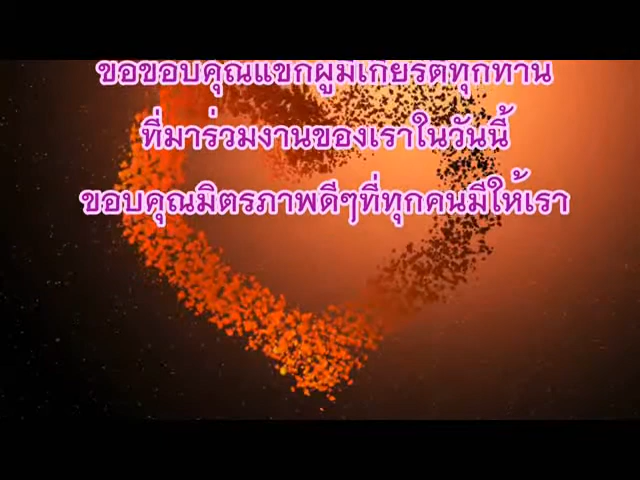 ขอขอบคุณแขกผู้มีเกียรติทุกท่าน
ที่มาร่วมงานของเราในวันนี้
ขอบคุณมิตรภาพดีๆที่ทุกคนมีให้เรา